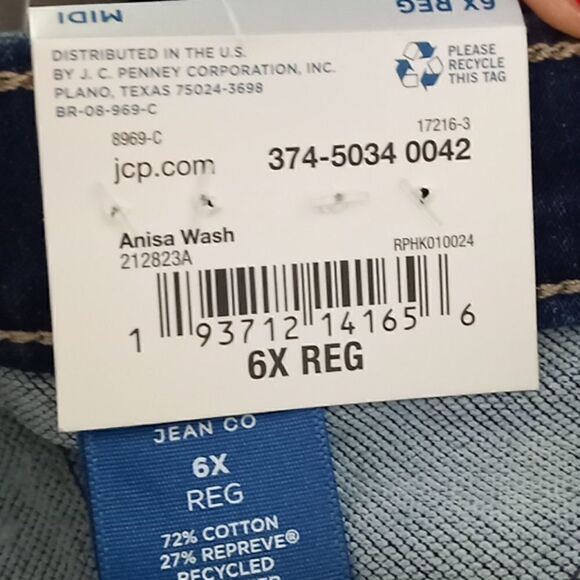 MIDI
6X REG
DISTRIBUTED IN THE U.S.
BY J. C. PENNEY CORPORATION, INC.
PLANO, TEXAS 75024-3698
BR-08-969-C
PLEASE
RECYCLE
THIS TAG
8969-C
17216-3
jcp.com
374-5034 0042
Anisa Wash
212823A
RPHK010024
1 93712 14165 6
6X REG
JEAN CO
6X
REG
72% COTTON
27% REPREVE®
RECYCLED